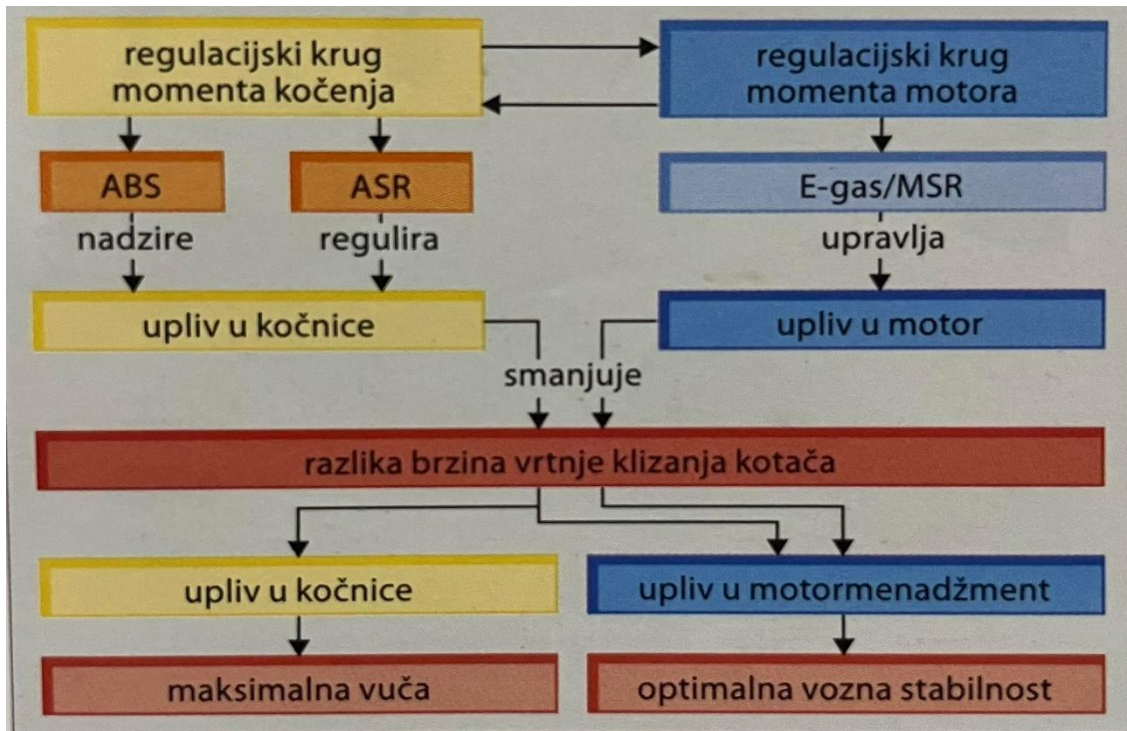 regulacijski krug
momenta kočenja
regulacijski krug
momenta motora
ABS
ASR
E-gas/MSR
nadzire
regulira
upravlja
upliv u kočnice
upliv u motor
smanjuje
razlika brzina vrtnje klizanja kotača
upliv u kočnice
upliv u motormenadžment
maksimalna vuča
optimalna vozna stabilnost